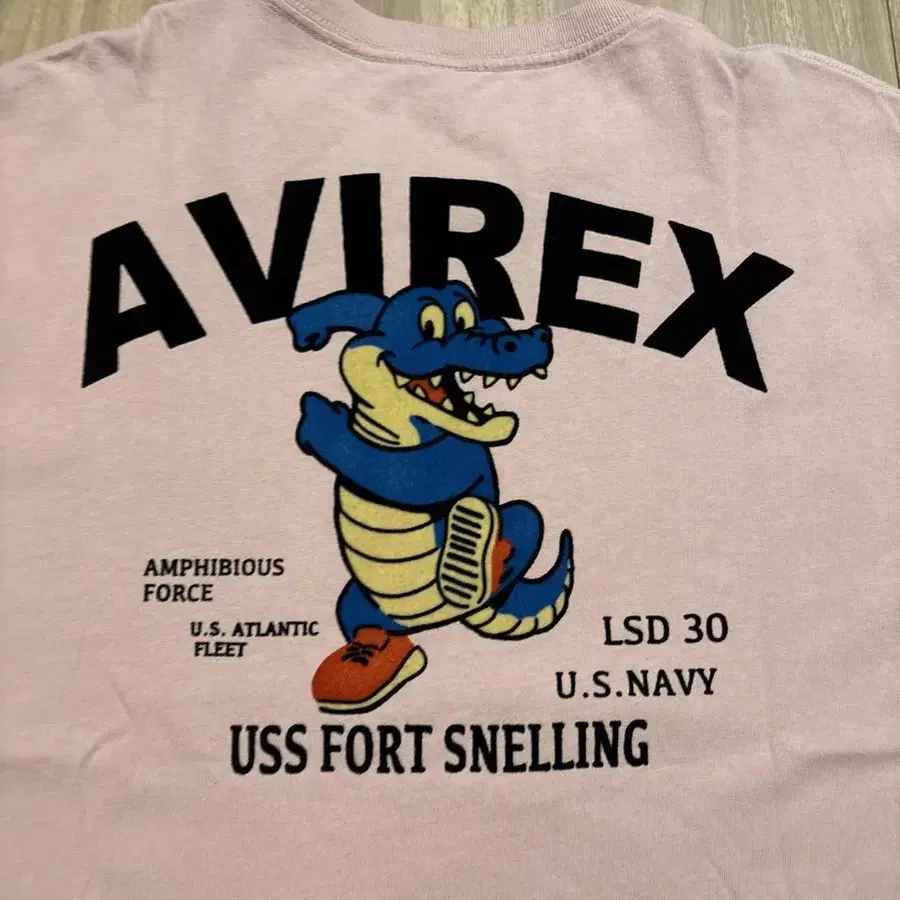 AVIREX
AMPHIBIOUS
FORCE
U.S. ATLANTIC
FLEET
LSD 30
U.S.NAVY
USS FORT SNELLING